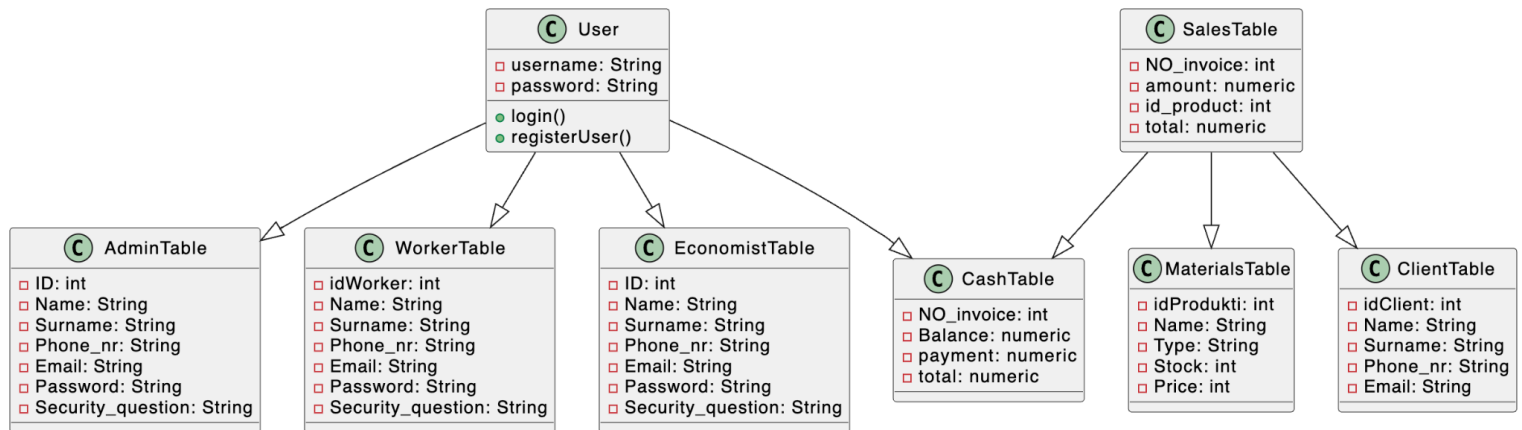 C User
username: String
password: String
login()
registerUser()
C SalesTable
NO_invoice: int
amount: numeric
id_product: int
total: numeric
C AdminTable
ID: int
Name: String
Surname: String
Phone_nr: String
Email: String
Password: String
Security_question: String
C WorkerTable
idWorker: int
Name: String
Surname: String
Phone_nr: String
Email: String
Password: String
Security_question: String
C EconomistTable
ID: int
Name: String
Surname: String
Phone_nr: String
Email: String
Password: String
Security_question: String
C CashTable
NO_invoice: int
Balance: numeric
payment: numeric
total: numeric
C MaterialsTable
idProdukti: int
Name: String
Type: String
Stock: int
Price: int
C ClientTable
idClient: int
Name: String
Surname: String
Phone_nr: String
Email: String